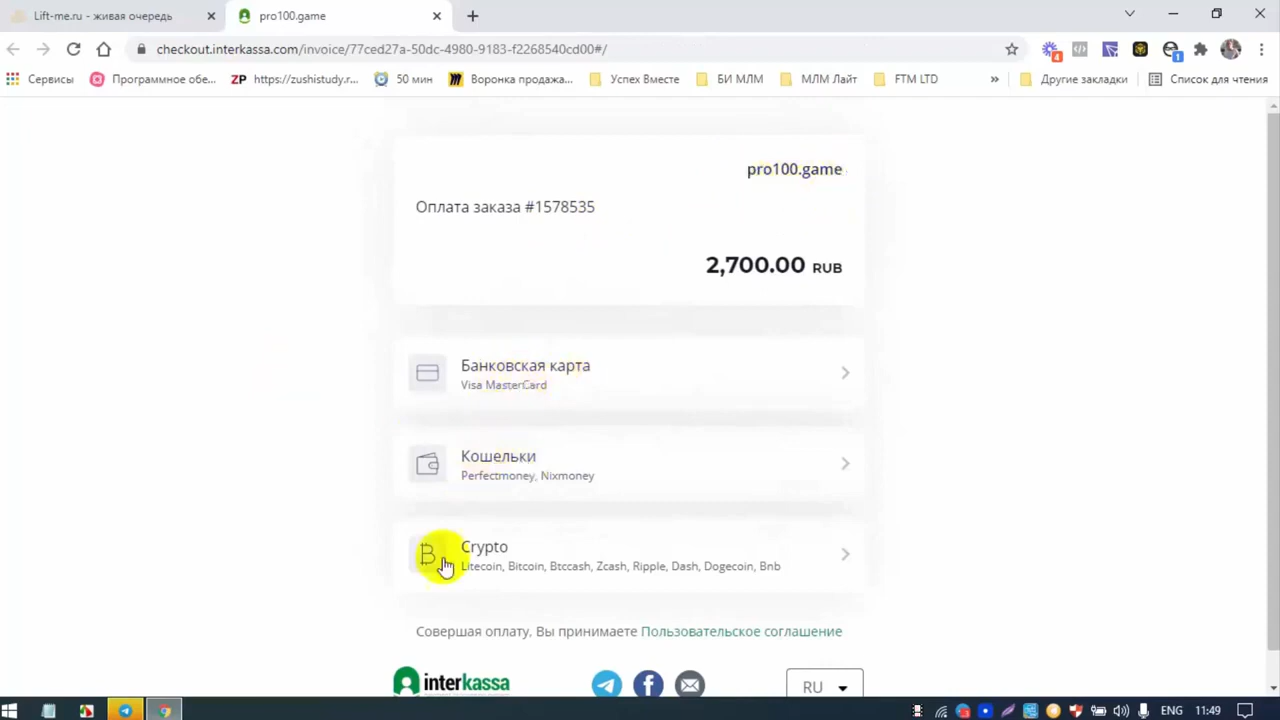 Lift-me.ru - живая очередь
pro100.game
checkout.interkassa.com/invoice/77ced27a-50dc-4980-9183-f2268540cd00#/
4
1
Сервисы
Программное обе...
ZP https://zushistudy.r...
50 мин
Воронка продажа...
Успех Вместе
БИ МЛМ
МЛМ Лайт
FTM LTD
»
Другие закладки
Список для чтения
pro100.game
Оплата заказа #1578535
2,700.00 RUB
Банковская карта
Visa MasterCard
Кошельки
Perfectmoney, Nixmoney
Crypto
Litecoin, Bitcoin, Btccash, Zcash, Ripple, Dash, Dogecoin, Bnb
Совершая оплату, Вы принимаете Пользовательское соглашение
interkassa
RU
ENG 11:49